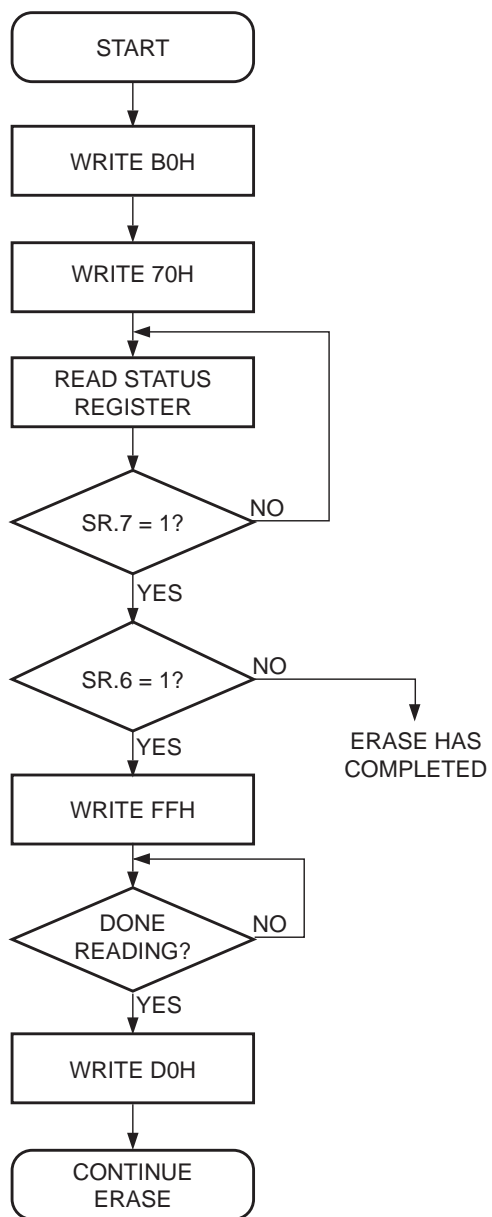 START
WRITE B0H
WRITE 70H
READ STATUS
REGISTER
SR.7 = 1?
NO
YES
SR.6 = 1?
NO
YES
ERASE HAS
COMPLETED
WRITE FFH
DONE
READING?
NO
YES
WRITE D0H
CONTINUE
ERASE